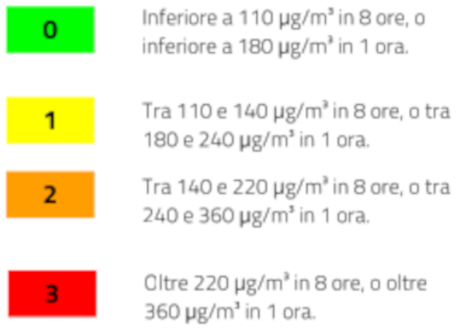 0
Inferiore a 110 µg/m³ in 8 ore, o
inferiore a 180 µg/m³ in 1 ora.
1
Tra 110 e 140 µg/m³ in 8 ore, o tra
180 e 240 µg/m³ in 1 ora.
2
Tra 140 e 220 µg/m³ in 8 ore, o tra
240 e 360 µg/m³ in 1 ora.
3
Oltre 220 µg/m³ in 8 ore, o oltre
360 µg/m³ in 1 ora.